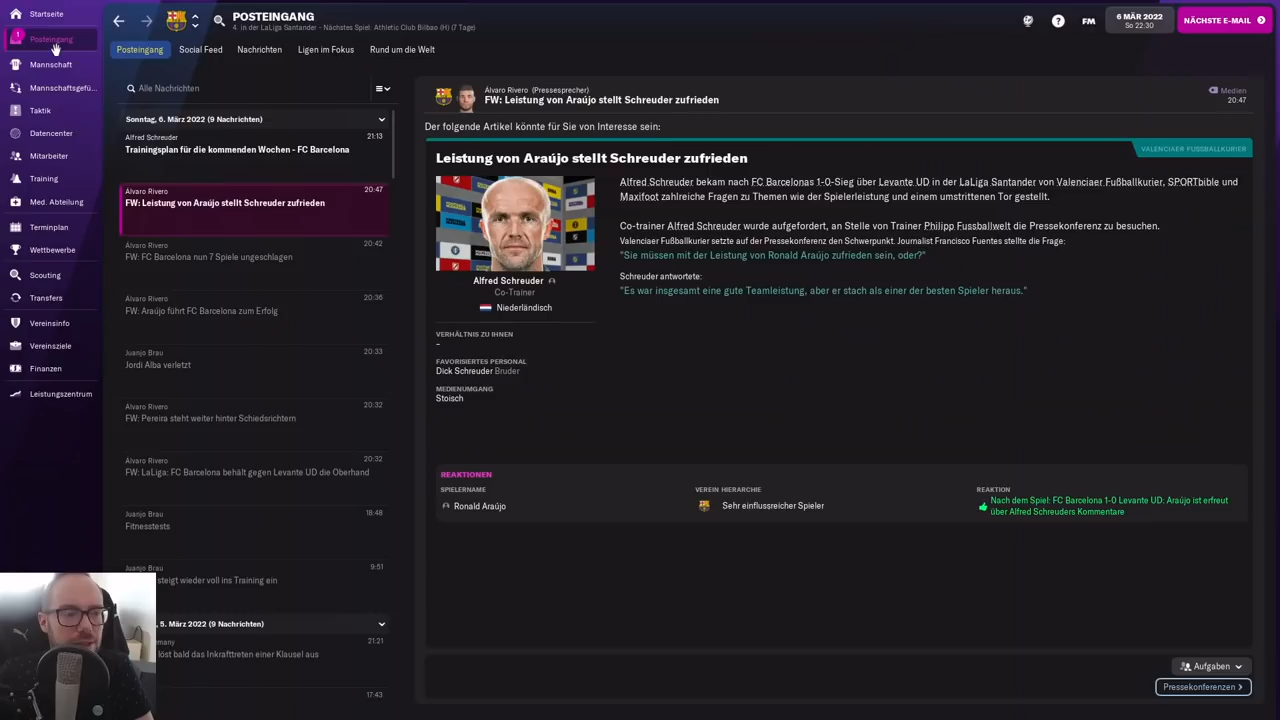 Startseite
1
Posteingang
Mannschaft
Mannschaftsgefü...
Taktik
Datencenter
Mitarbeiter
Training
Med. Abteilung
Terminplan
Wettbewerbe
Scouting
Transfers
Vereinsinfo
Vereinsziele
Finanzen
Leistungszentrum
POSTEINGANG
4. in der LaLiga Santander - Nächstes Spiel: Athletic Club Bilbao (H) (7 Tage)
?
FM
6 MÄR 2022
So 22:30
NÄCHSTE E-MAIL
Posteingang
Social Feed
Nachrichten
Ligen im Fokus
Rund um die Welt
Alle Nachrichten
Sonntag, 6. März 2022 (9 Nachrichten)
Alfred Schreuder
21:13
Trainingsplan für die kommenden Wochen - FC Barcelona
Álvaro Rivero
20:47
FW: Leistung von Araújo stellt Schreuder zufrieden
Álvaro Rivero
20:42
FW: FC Barcelona nun 7 Spiele ungeschlagen
Álvaro Rivero
20:36
FW: Araújo führt FC Barcelona zum Erfolg
Juanjo Brau
20:33
Jordi Alba verletzt
Álvaro Rivero
20:32
FW: Pereira steht weiter hinter Schiedsrichtern
Álvaro Rivero
20:32
FW: LaLiga: FC Barcelona behält gegen Levante UD die Oberhand
Juanjo Brau
18:48
Fitnesstests
Juanjo Brau
9:51
steigt wieder voll ins Training ein
5. März 2022 (9 Nachrichten)
21:21
löst bald das Inkrafttreten einer Klausel aus
17:43
Álvaro Rivero (Pressesprecher)
FW: Leistung von Araújo stellt Schreuder zufrieden
Medien
20:47
Der folgende Artikel könnte für Sie von Interesse sein:
VALENCIAER FUSSBALLKURIER
Leistung von Araújo stellt Schreuder zufrieden
Alfred Schreuder
Co-Trainer
Niederländisch
VERHÄLTNIS ZU IHNEN
-
FAVORISIERTES PERSONAL
Dick Schreuder Bruder
MEDIENUMGANG
Stoisch
Alfred Schreuder bekam nach FC Barcelonas 1-0-Sieg über Levante UD in der LaLiga Santander von Valenciaer Fußballkurier, SPORTbible und
Maxifoot zahlreiche Fragen zu Themen wie der Spielerleistung und einem umstrittenen Tor gestellt.
Co-trainer Alfred Schreuder wurde aufgefordert, an Stelle von Trainer Philipp Fussballwelt die Pressekonferenz zu besuchen.
Valenciaer Fußballkurier setzte auf der Pressekonferenz den Schwerpunkt. Journalist Francisco Fuentes stellte die Frage:
"Sie müssen mit der Leistung von Ronald Araújo zufrieden sein, oder?"
Schreuder antwortete:
"Es war insgesamt eine gute Teamleistung, aber er stach als einer der besten Spieler heraus."
REAKTIONEN
SPIELERNAME
VEREIN HIERARCHIE
REAKTION
Ronald Araújo
Sehr einflussreicher Spieler
Nach dem Spiel: FC Barcelona 1-0 Levante UD: Araújo ist erfreut
über Alfred Schreuders Kommentare
Aufgaben
Pressekonferenzen